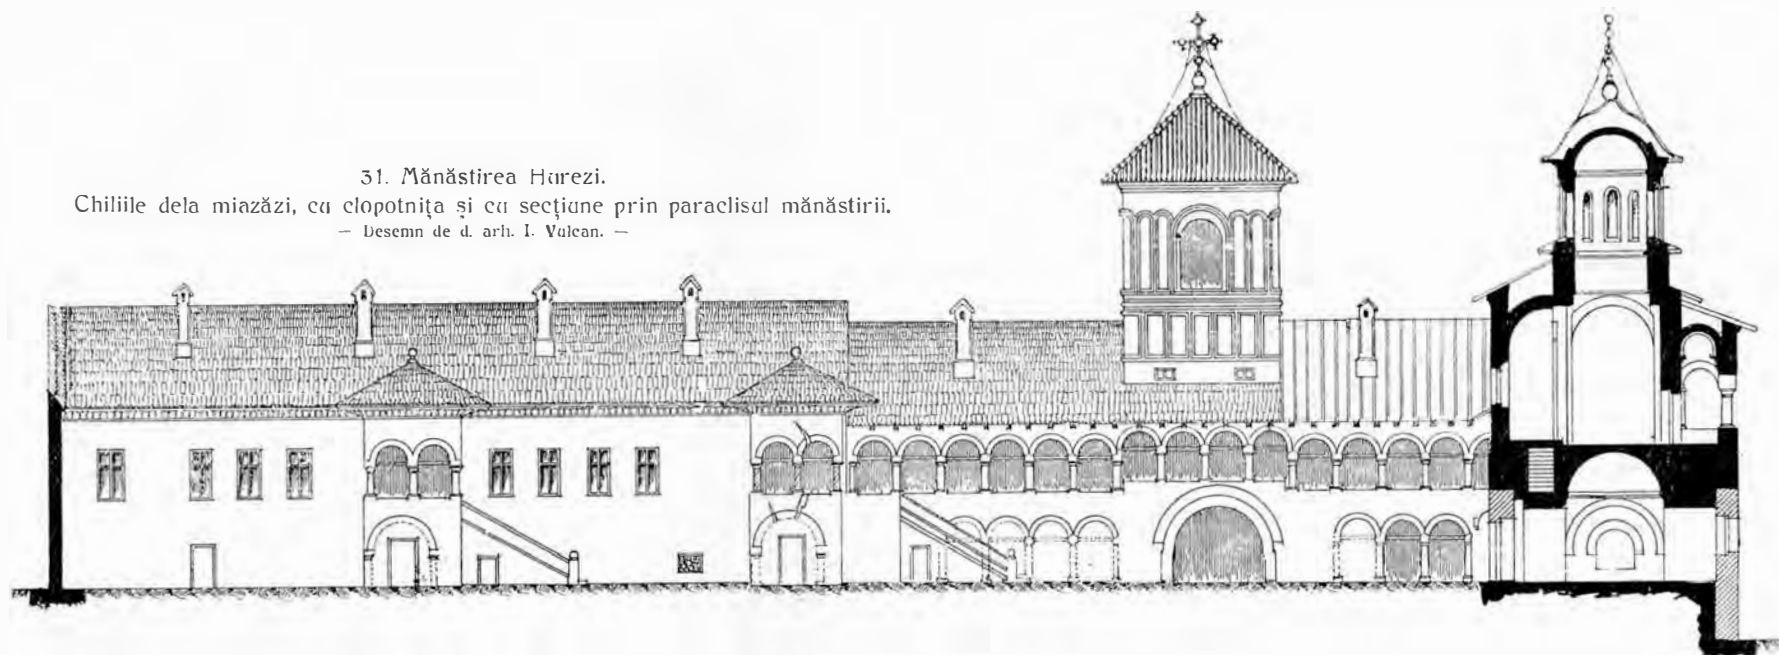 31. Mănăstirea Hurezi.
Chiliile dela miazăzi, cu clopotnița și cu secțiune prin paraclisul mănăstirii.
— Desemn de d. arh. I. Vulcan. —